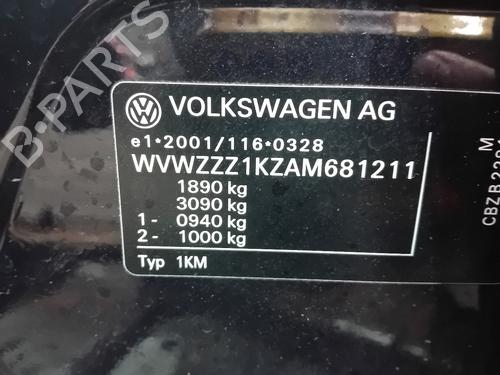 B-PARTS
VOLKSWAGEN AG
e1*2001/116*0328
WVWZZZ1KZAM681211
1890 kg
3090 kg
1- 0940 kg
2- 1000 kg
Typ 1KM
M